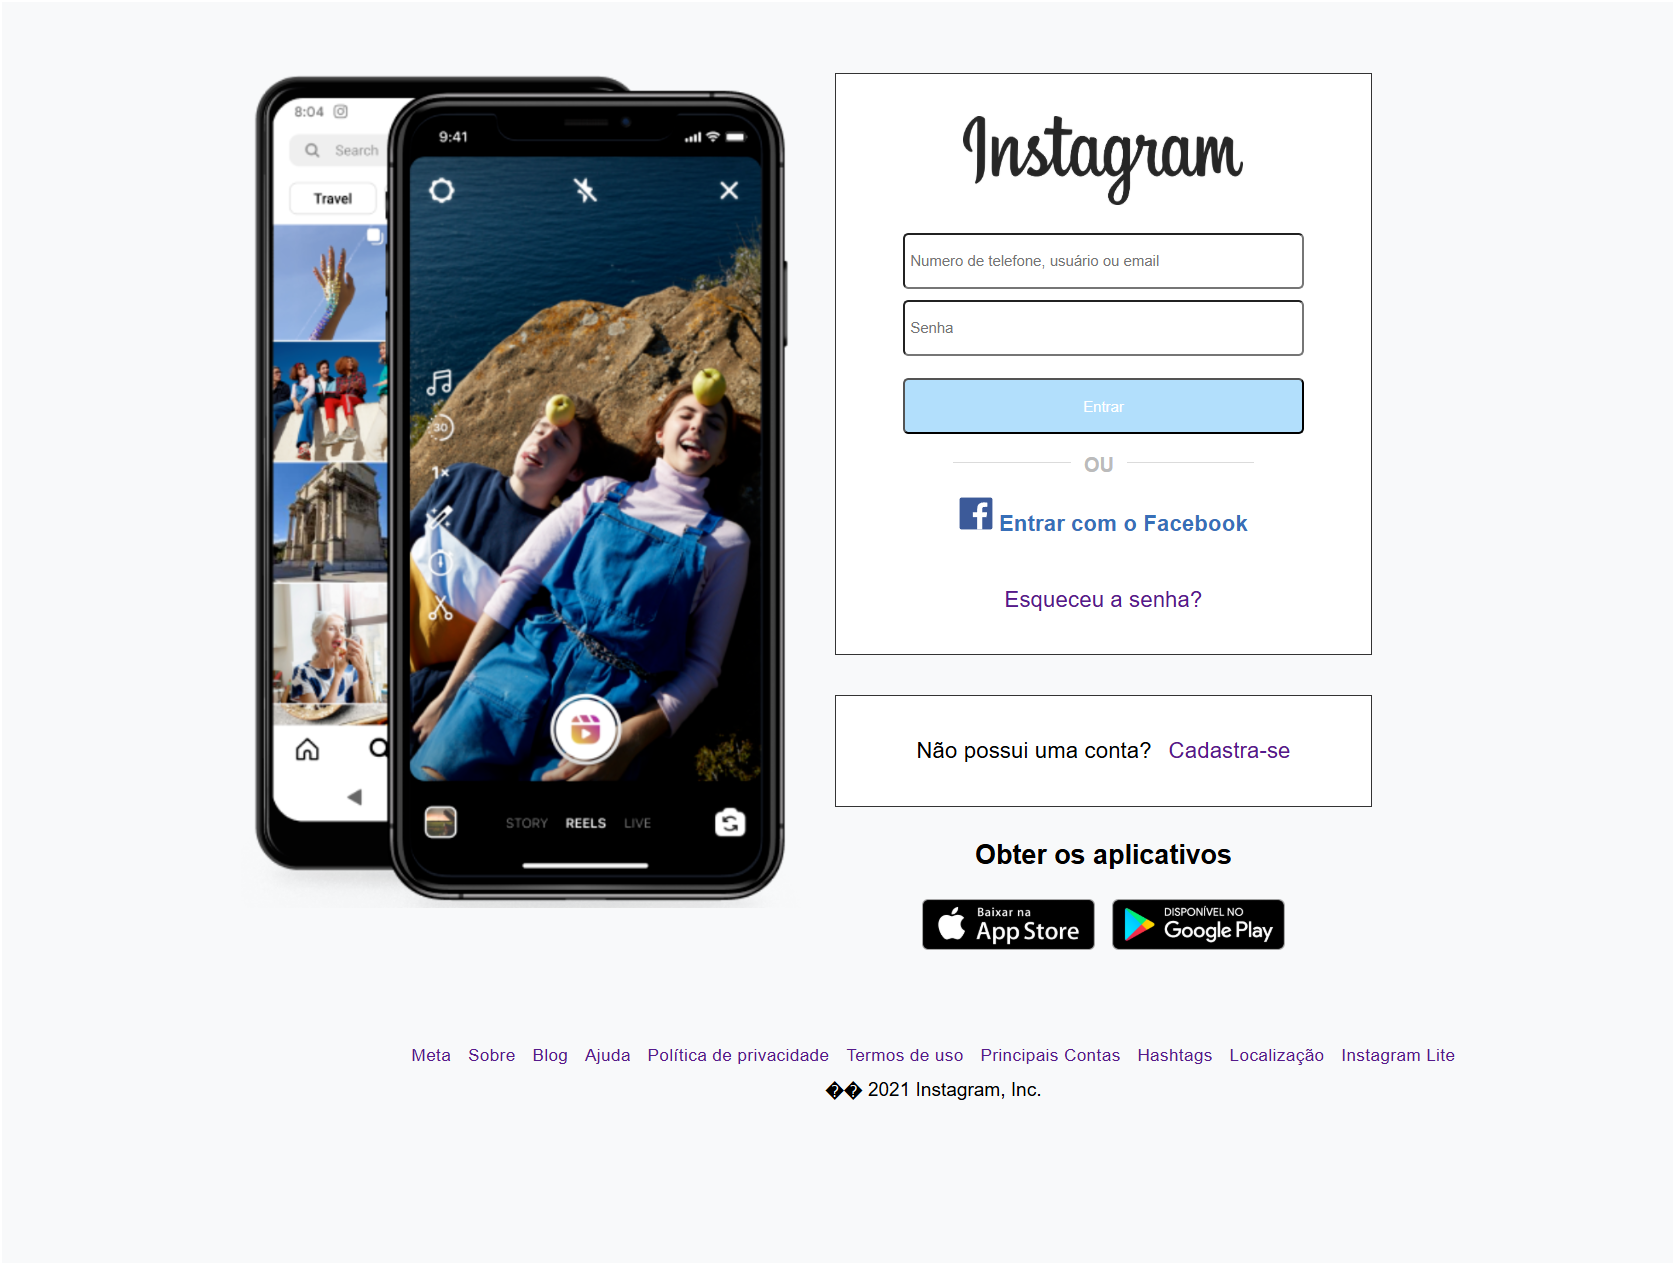 8:04
Search
Travel
9:41
30
1×
STORY REELS LIVE
Instagram
Numero de telefone, usuário ou email
Senha
Entrar
OU
Entrar com o Facebook
Esqueceu a senha?
Não possui uma conta? Cadastra-se
Obter os aplicativos
Baixar na
App Store
DISPONÍVEL NO
Google Play
Meta Sobre Blog Ajuda Política de privacidade Termos de uso Principais Contas Hashtags Localização Instagram Lite
�� 2021 Instagram, Inc.